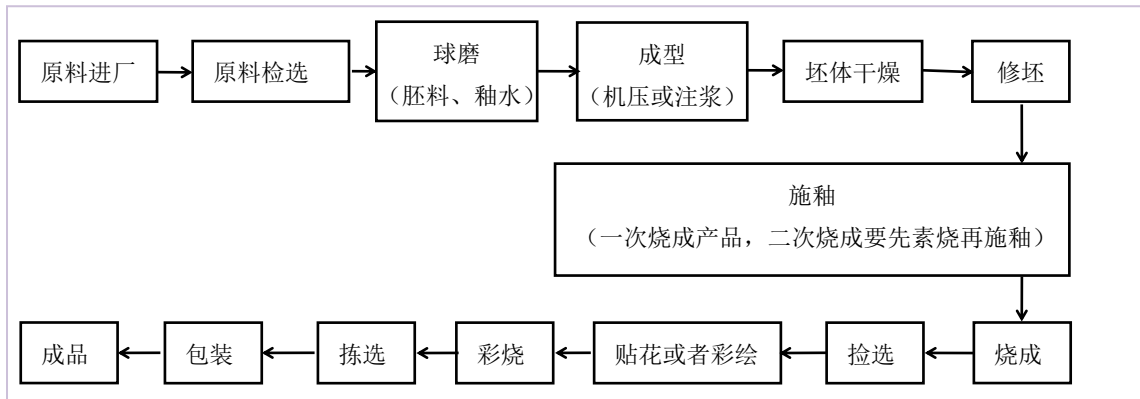 原料进厂
原料检选
球磨
（胚料、釉水）
成型
（机压或注浆）
坯体干燥
修坯
施釉
（一次烧成产品，二次烧成要先素烧再施釉）
烧成
捡选
贴花或者彩绘
彩烧
拣选
包装
成品